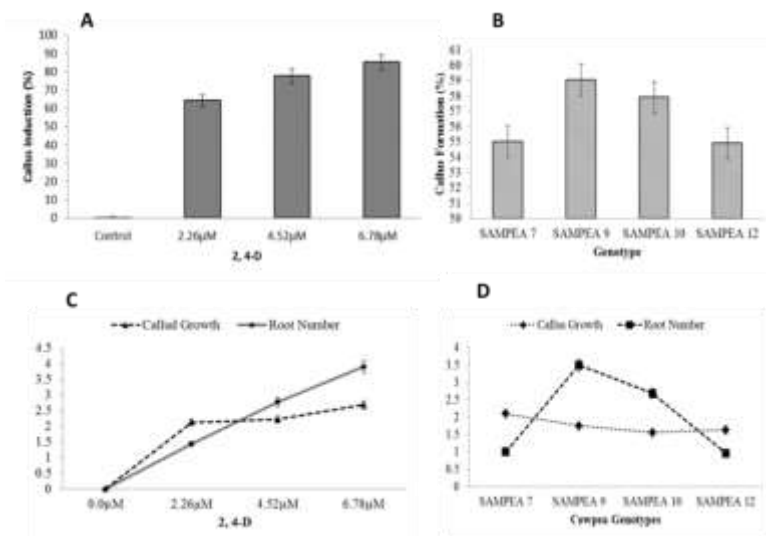 A
Callus induction (%)
100
90
80
70
60
50
40
30
20
10
0
Control 2.26µM 4.52µM 6.78µM
2, 4-D
B
Callus Formation (%)
61
60
59
58
57
56
55
54
53
52
51
50
SAMPEA 7 SAMPEA 9 SAMPEA 10 SAMPEA 12
Genotype
C
Callud Growth Root Number
4.5
4
3.5
3
2.5
2
1.5
1
0.5
0
0.0µM 2.26µM 4.52µM 6.78µM
2, 4-D
D
Callus Growth Root Number
4
3.5
3
2.5
2
1.5
1
0.5
0
SAMPEA 7 SAMPEA 9 SAMPEA 10 SAMPEA 12
Cowpea Genotypes